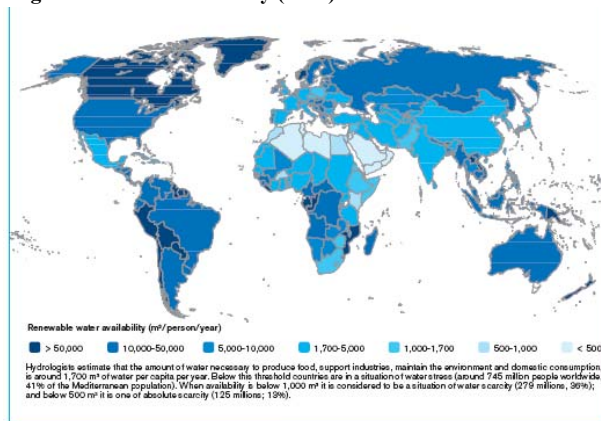 Renewable water availability (m³/person/year)
> 50,000 10,000-50,000 5,000-10,000 1,700-5,000 1,000-1,700 500-1,000 < 500
Hydrologists estimate that the amount of water necessary to produce food, support industries, maintain the environment and domestic consumption,
is around 1,700 m³ of water per capita per year. Below this threshold countries are in a situation of water stress (around 745 million people worldwide,
41% of the Mediterranean population). When availability is below 1,000 m³ it is considered to be a situation of water scarcity (279 millions, 36%);
and below 500 m³ it is one of absolute scarcity (125 millions; 13%).